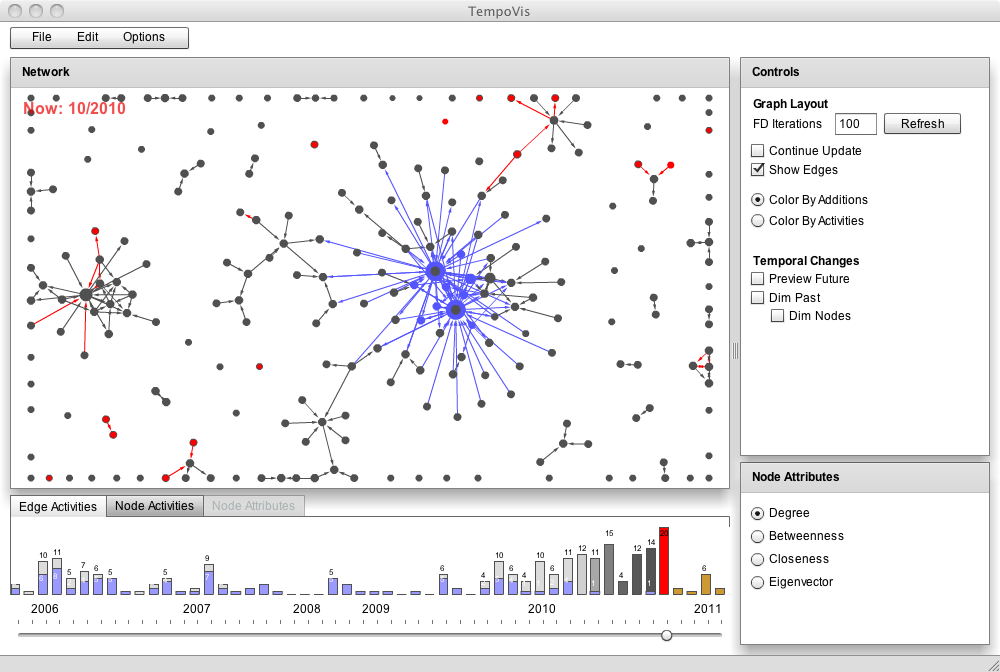 TempoVis
File Edit Options
Network
Now: 10/2010
Controls
Graph Layout
FD Iterations 100 Refresh
Continue Update
Show Edges
Color By Additions
Color By Activities
Temporal Changes
Preview Future
Dim Past
Dim Nodes
Edge Activities Node Activities Node Attributes
10 11 5 7 6 5 5 9 5 6 4 10 6 4 10 6 11 12 11 15 4 12 14 20 6
7 1 1
2006 2007 2008 2009 2010 2011
Node Attributes
Degree
Betweenness
Closeness
Eigenvector